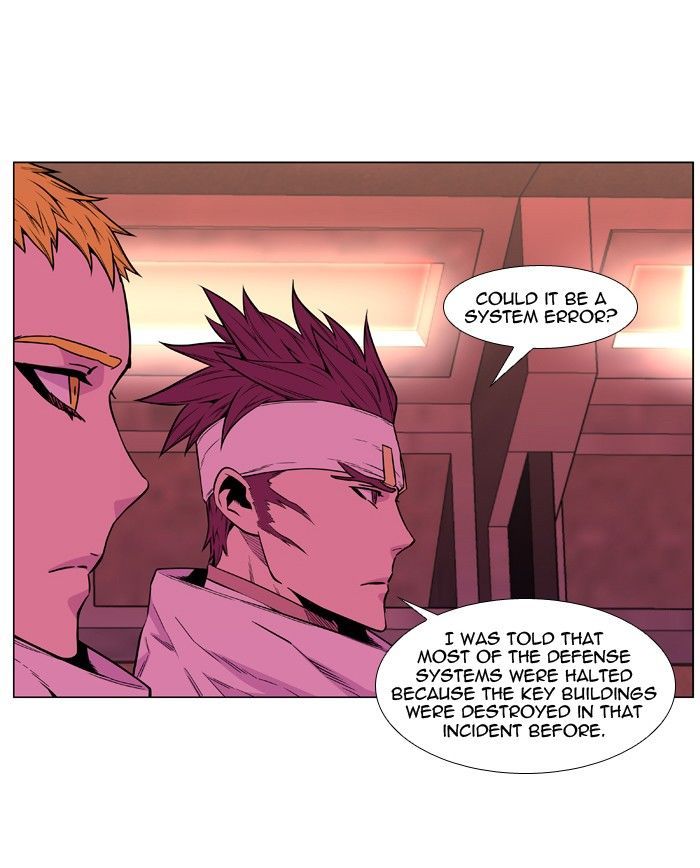 COULD IT BE A
SYSTEM ERROR?
I WAS TOLD THAT
MOST OF THE DEFENSE
SYSTEMS WERE HALTED
BECAUSE THE KEY BUILDINGS
WERE DESTROYED IN THAT
INCIDENT BEFORE.